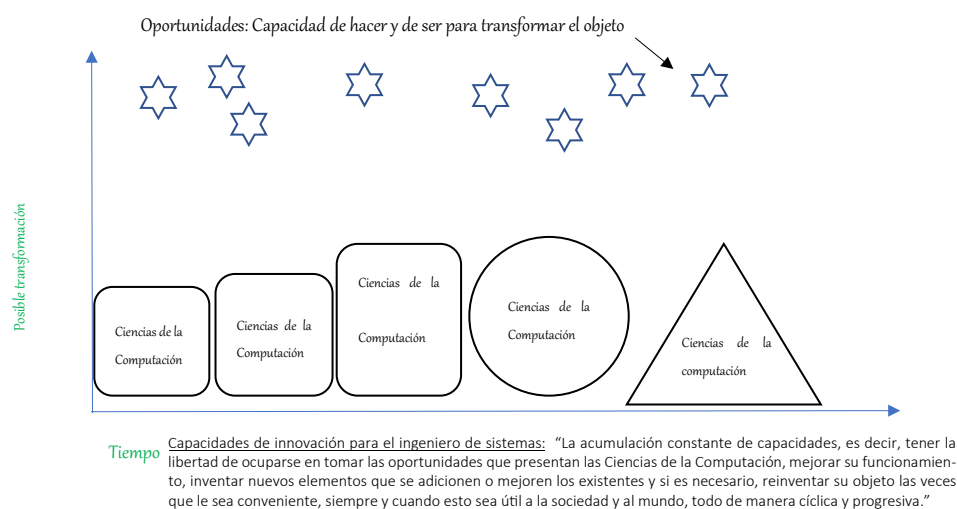 Oportunidades: Capacidad de hacer y de ser para transformar el objeto
Posible transformación
Ciencias de la
Computación
Ciencias de la
Computación
Ciencias de la
Computación
Ciencias de la
Computación
Ciencias de la
computación
Tiempo
Capacidades de innovación para el ingeniero de sistemas: “La acumulación constante de capacidades, es decir, tener la
libertad de ocuparse en tomar las oportunidades que presentan las Ciencias de la Computación, mejorar su funcionamien-
to, inventar nuevos elementos que se adicionen o mejoren los existentes y si es necesario, reinventar su objeto las veces
que le sea conveniente, siempre y cuando esto sea útil a la sociedad y al mundo, todo de manera cíclica y progresiva.”